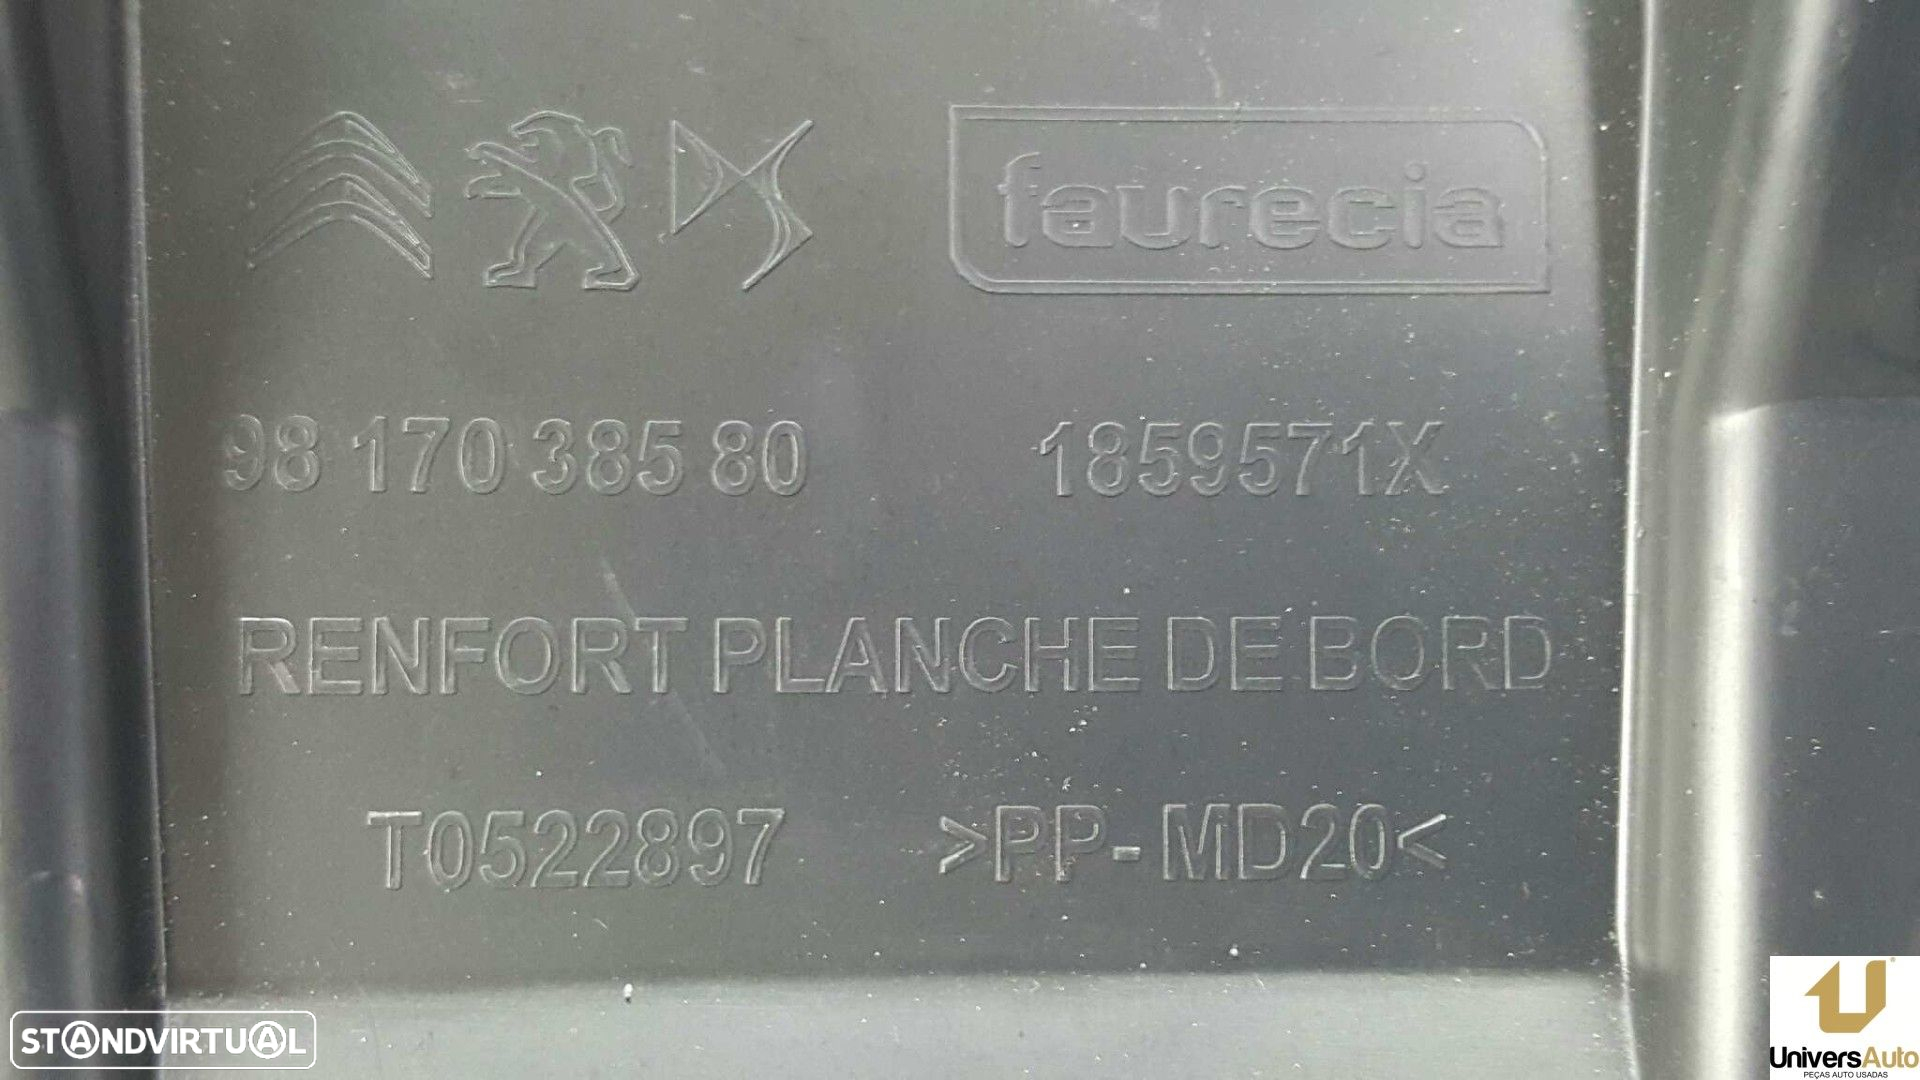 faurecia
98 170 385 80 1859571X
RENFORT PLANCHE DE BORD
T0522897 >PP-MD20<
STANDVIRTUAL
UniversAuto
PEÇAS AUTO USADAS